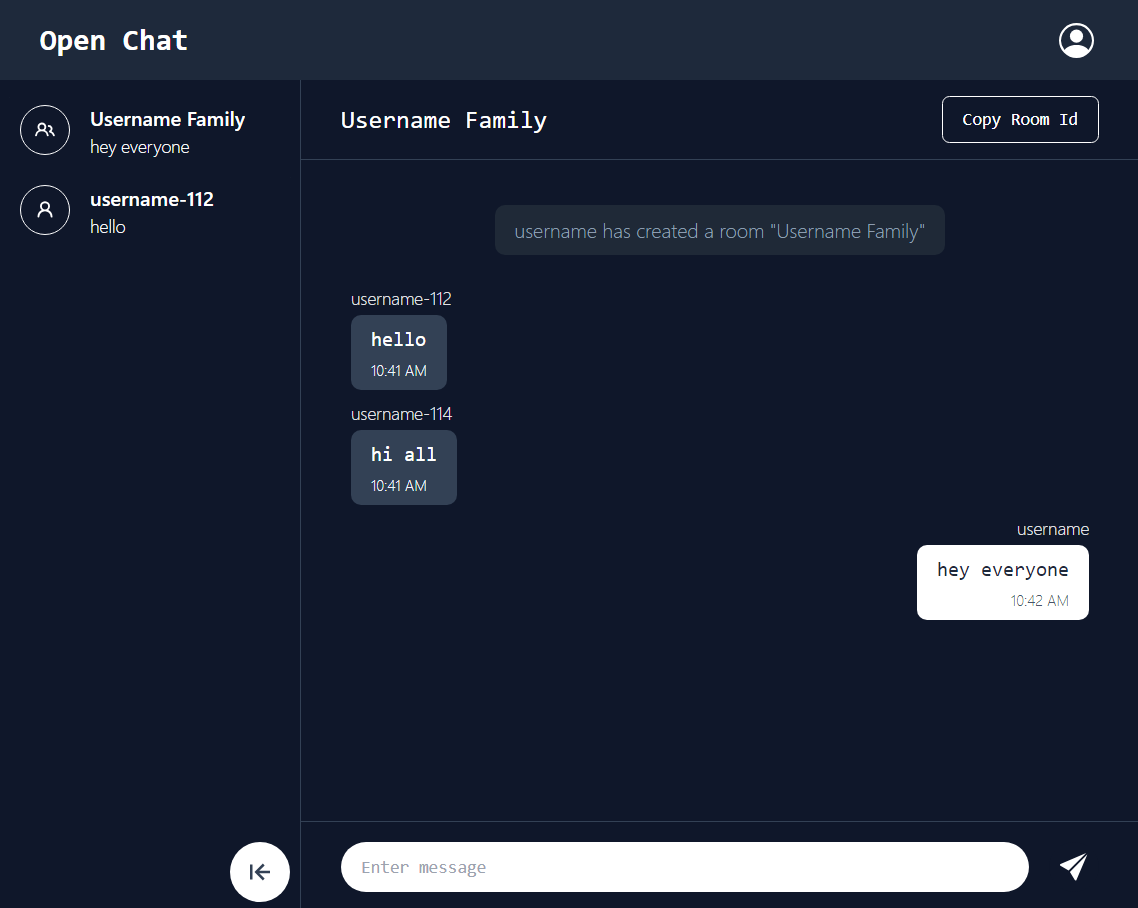 Open Chat
Username Family
hey everyone
username-112
hello
Username Family
Copy Room Id
username has created a room "Username Family"
username-112
hello
10:41 AM
username-114
hi all
10:41 AM
username
hey everyone
10:42 AM
Enter message